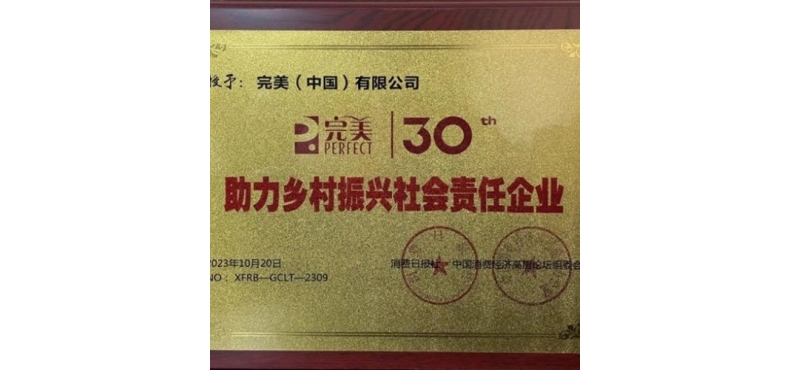 授予：完美（中国）有限公司
完美 30th
PERFECT
助力乡村振兴社会责任企业
2023年10月20日
消费日报社 中国消费经济高层论坛组委会
NO：XFRB—GCLT—2309